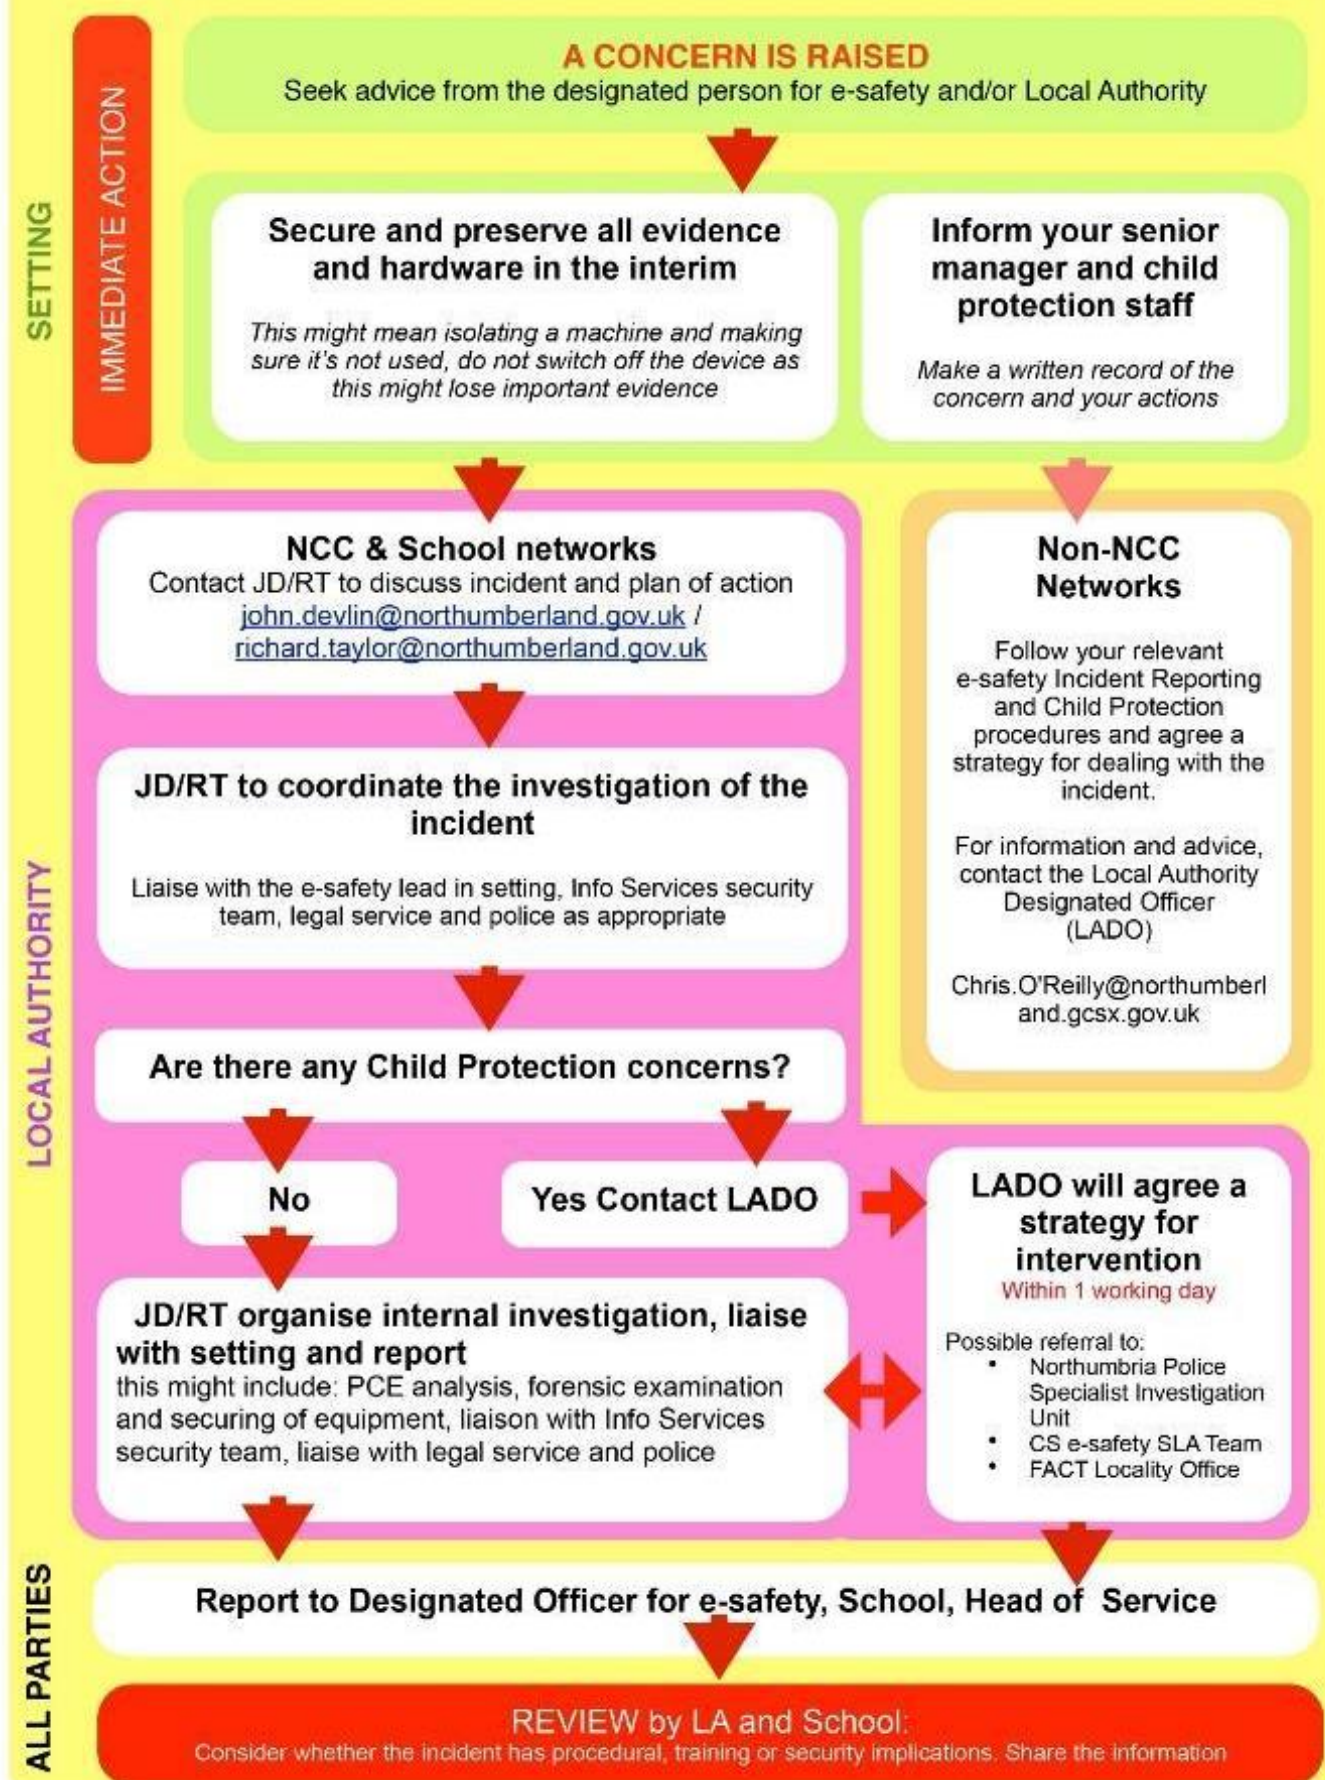 SETTING
IMMEDIATE ACTION
A CONCERN IS RAISED
Seek advice from the designated person for e-safety and/or Local Authority
Secure and preserve all evidence
and hardware in the interim
This might mean isolating a machine and making
sure it's not used, do not switch off the device as
this might lose important evidence
Inform your senior
manager and child
protection staff
Make a written record of the
concern and your actions
LOCAL AUTHORITY
NCC & School networks
Contact JD/RT to discuss incident and plan of action
john.devlin@northumberland.gov.uk /
richard.taylor@northumberland.gov.uk
Non-NCC
Networks
Follow your relevant
e-safety Incident Reporting
and Child Protection
procedures and agree a
strategy for dealing with the
incident.
For information and advice,
contact the Local Authority
Designated Officer
(LADO)
Chris.O'Reilly@northumberl
and.gcsx.gov.uk
JD/RT to coordinate the investigation of the
incident
Liaise with the e-safety lead in setting, Info Services security
team, legal service and police as appropriate
Are there any Child Protection concerns?
No
Yes Contact LADO
LADO will agree a
strategy for
intervention
Within 1 working day
Possible referral to:
• Northumbria Police
Specialist Investigation
Unit
• CS e-safety SLA Team
• FACT Locality Office
JD/RT organise internal investigation, liaise
with setting and report
this might include: PCE analysis, forensic examination
and securing of equipment, liaison with Info Services
security team, liaise with legal service and police
ALL PARTIES
Report to Designated Officer for e-safety, School, Head of Service
REVIEW by LA and School:
Consider whether the incident has procedural, training or security implications. Share the information